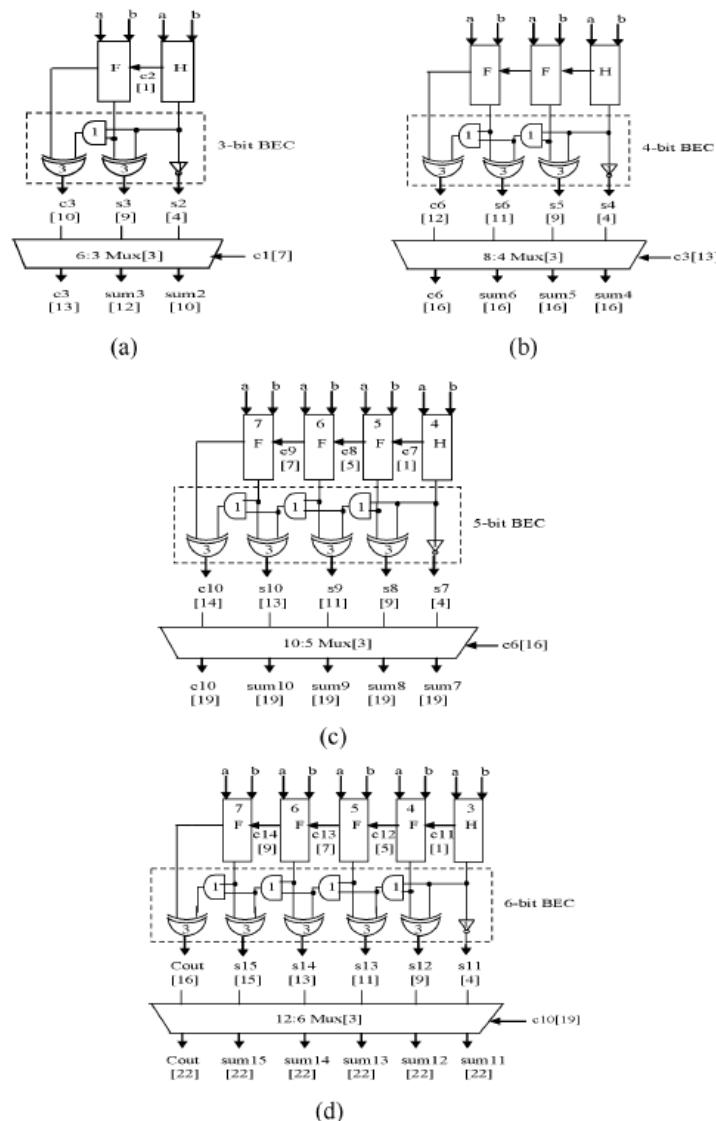 a b a b
F H
c2
[1]
1
3 3
3-bit BEC
c3 s3 s2
[10] [9] [4]
6:3 Mux[3]
c1[7]
c3 sum3 sum2
[13] [12] [10]
(a)
a b a b a b
F F H
1 1
3 3 3
4-bit BEC
c6 s6 s5 s4
[12] [11] [9] [4]
8:4 Mux[3]
c3[13]
c6 sum6 sum5 sum4
[16] [16] [16] [16]
(b)
a b a b a b a b
7 6 5 4
F F F H
c9 c8 c7
[7] [5] [1]
1 1 1
3 3 3 3
5-bit BEC
c10 s10 s9 s8 s7
[14] [13] [11] [9] [4]
10:5 Mux[3]
c6[16]
c10 sum10 sum9 sum8 sum7
[19] [19] [19] [19] [19]
(c)
a b a b a b a b a b
7 6 5 4 3
F F F F H
c14 c13 c12 c11
[9] [7] [5] [1]
1 1 1 1
3 3 3 3 3
6-bit BEC
Cout s15 s14 s13 s12 s11
[16] [15] [13] [11] [9] [4]
12:6 Mux[3]
c10[19]
Cout sum15 sum14 sum13 sum12 sum11
[22] [22] [22] [22] [22] [22]
(d)